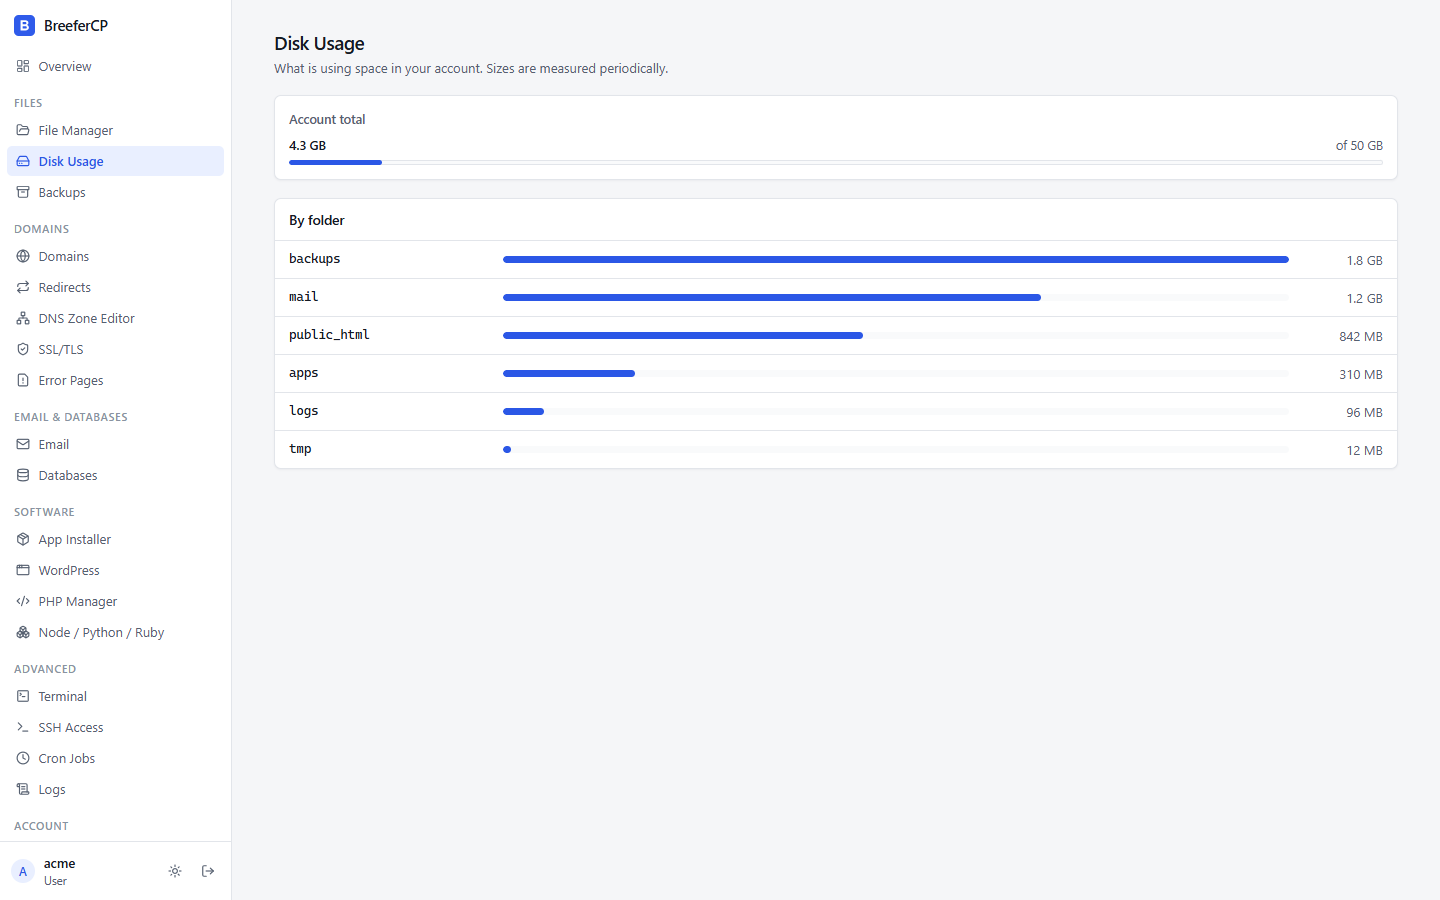 B BreeferCP
Overview
FILES
File Manager
Disk Usage
Backups
DOMAINS
Domains
Redirects
DNS Zone Editor
SSL/TLS
Error Pages
EMAIL & DATABASES
Email
Databases
SOFTWARE
App Installer
WordPress
PHP Manager
Node / Python / Ruby
ADVANCED
Terminal
SSH Access
Cron Jobs
Logs
ACCOUNT
A acme
User
Disk Usage
What is using space in your account. Sizes are measured periodically.
Account total
4.3 GB of 50 GB
By folder
backups 1.8 GB
mail 1.2 GB
public_html 842 MB
apps 310 MB
logs 96 MB
tmp 12 MB